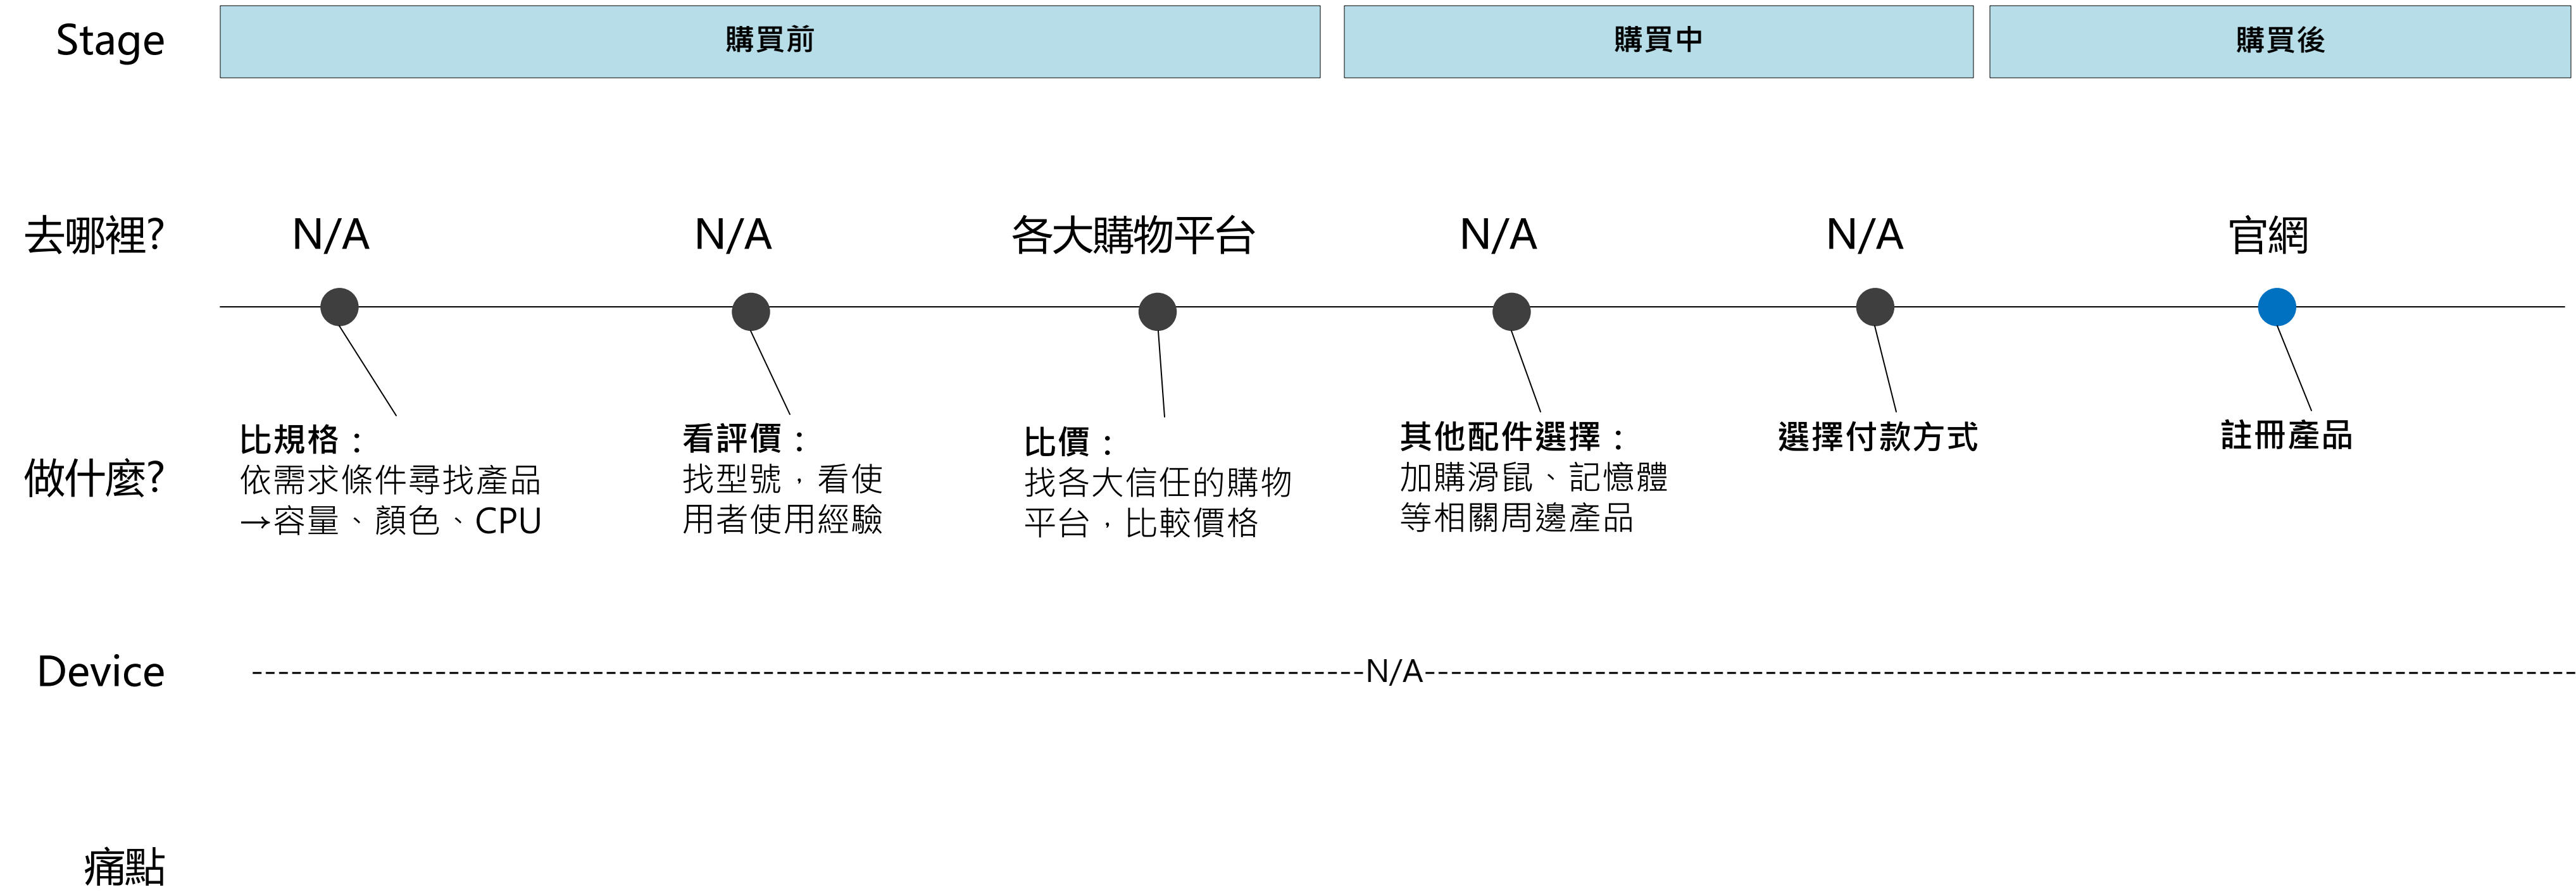 Stage
購買前
購買中
購買後
去哪裡?
N/A
N/A
各大購物平台
N/A
N/A
官網
做什麼?
比規格：
依需求條件尋找產品
→容量、顏色、CPU
看評價：
找型號，看使
用者使用經驗
比價：
找各大信任的購物
平台，比較價格
其他配件選擇：
加購滑鼠、記憶體
等相關周邊產品
選擇付款方式
註冊產品
Device
N/A
痛點